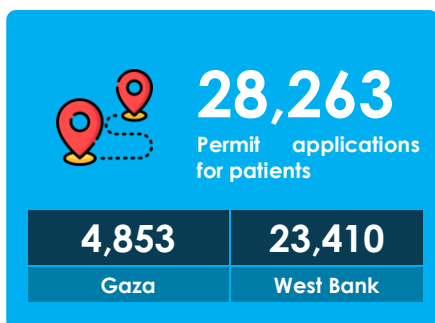 28,263
Permit applications
for patients
4,853 23,410
Gaza West Bank